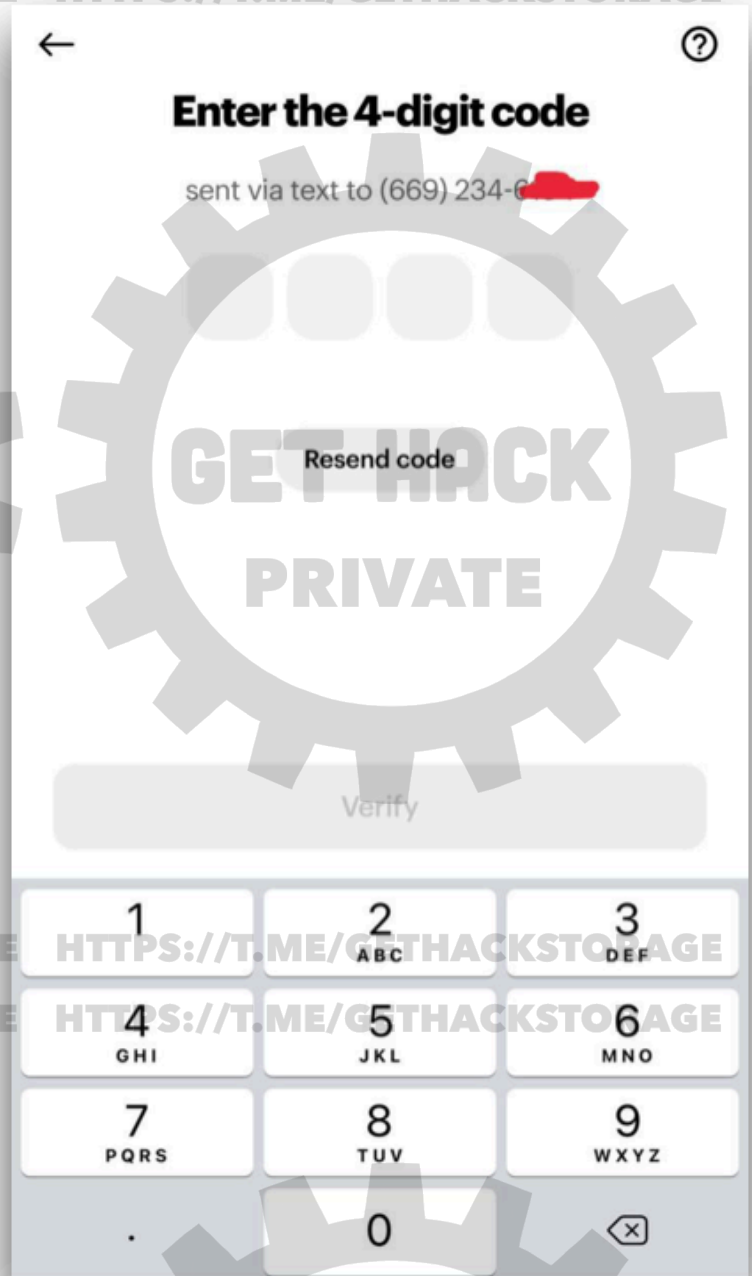 Enter the 4-digit code
sent via text to (669) 234-6
GET HACK
Resend code
PRIVATE
Verify
1
2
ABC
3
DEF
HTTPS://T.ME/GETHACKSTORAGE
4
GHI
5
JKL
6
MNO
HTTPS://T.ME/GETHACKSTORAGE
7
PQRS
8
TUV
9
WXYZ
.
0